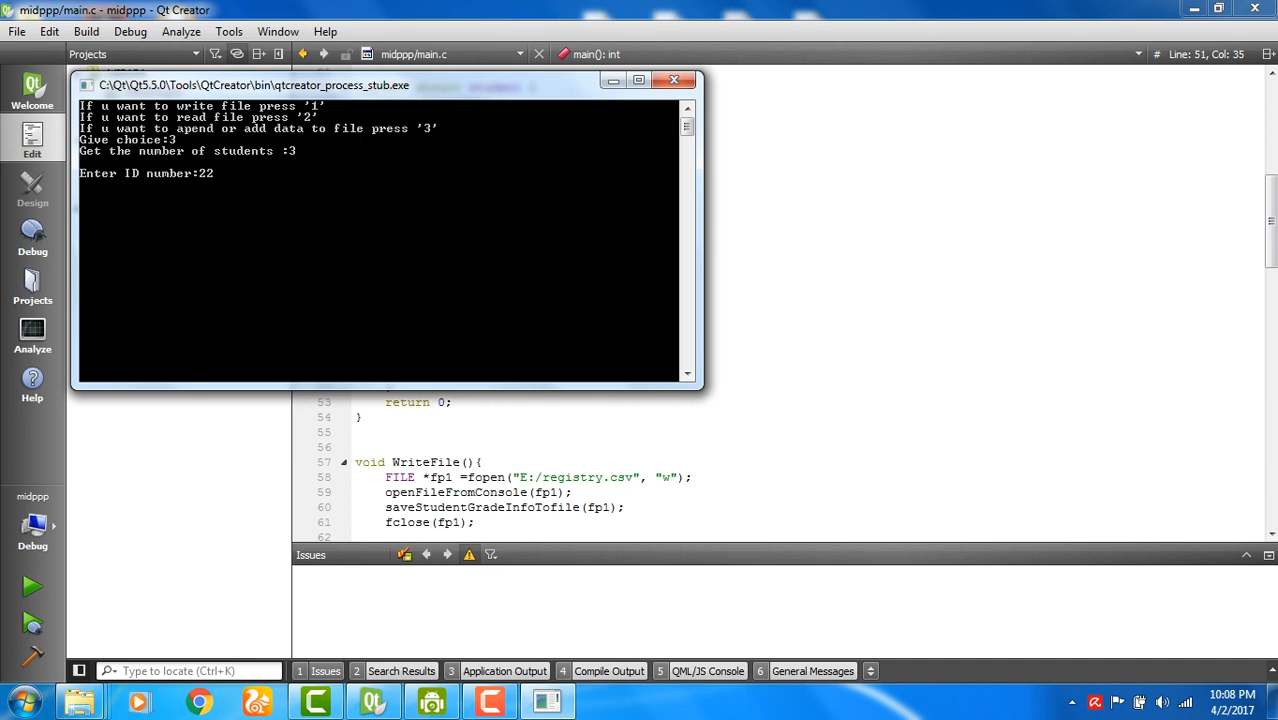 midppp/main.c - midppp - Qt Creator
File Edit Build Debug Analyze Tools Window Help
Projects midppp/main.c main(): int # Line: 51, Col: 35
C:\Qt\Qt5.5.0\Tools\QtCreator\bin\qtcreator_process_stub.exe
If u want to write file press '1'
If u want to read file press '2'
If u want to apend or add data to file press '3'
Give choice:3
Get the number of students :3
Enter ID number:22
Welcome
Edit
Design
Debug
Projects
Analyze
Help
midppp
Debug
53 return 0;
54 }
55
56
57 void WriteFile(){
58 FILE *fp1 =fopen("E:/registry.csv", "w");
59 openFileFromConsole(fp1);
60 saveStudentGradeInfoTofile(fp1);
61 fclose(fp1);
62
Issues
Type to locate (Ctrl+K) 1 Issues 2 Search Results 3 Application Output 4 Compile Output 5 QML/JS Console 6 General Messages
10:08 PM
4/2/2017